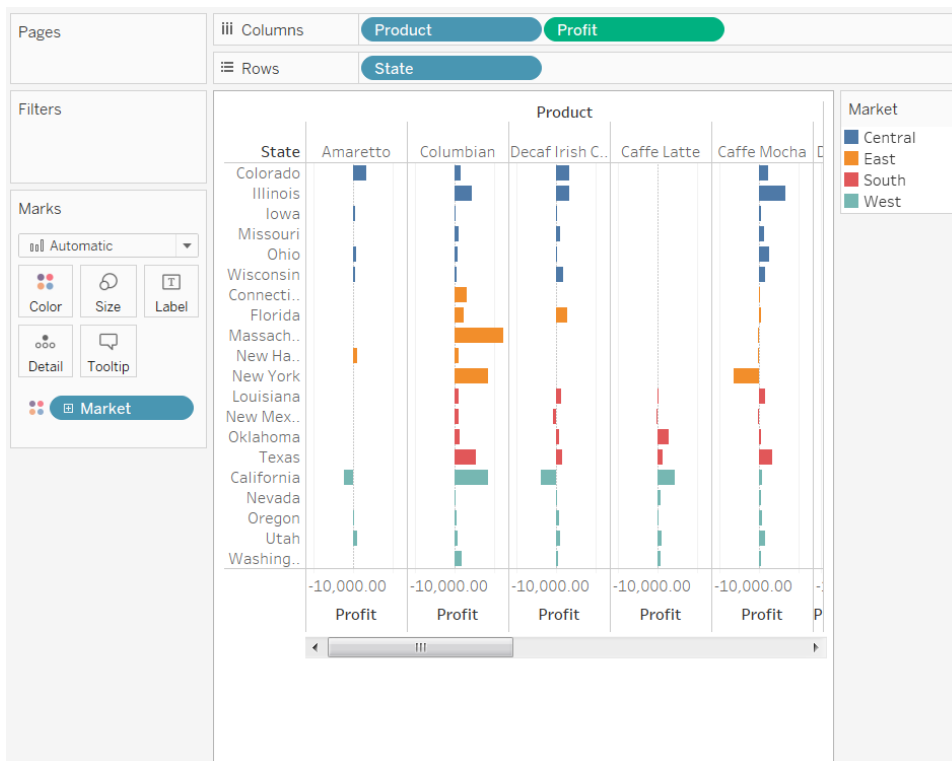 Pages
Columns Product Profit
Rows State
Filters
Marks
Automatic
Color Size Label
Detail Tooltip
Market
Product
State Amaretto Columbian Decaf Irish C.. Caffe Latte Caffe Mocha D
Colorado
Illinois
Iowa
Missouri
Ohio
Wisconsin
Connecti..
Florida
Massach..
New Ha..
New York
Louisiana
New Mex..
Oklahoma
Texas
California
Nevada
Oregon
Utah
Washing..
-10,000.00 -10,000.00 -10,000.00 -10,000.00 -10,000.00
Profit Profit Profit Profit Profit P
Market
Central
East
South
West